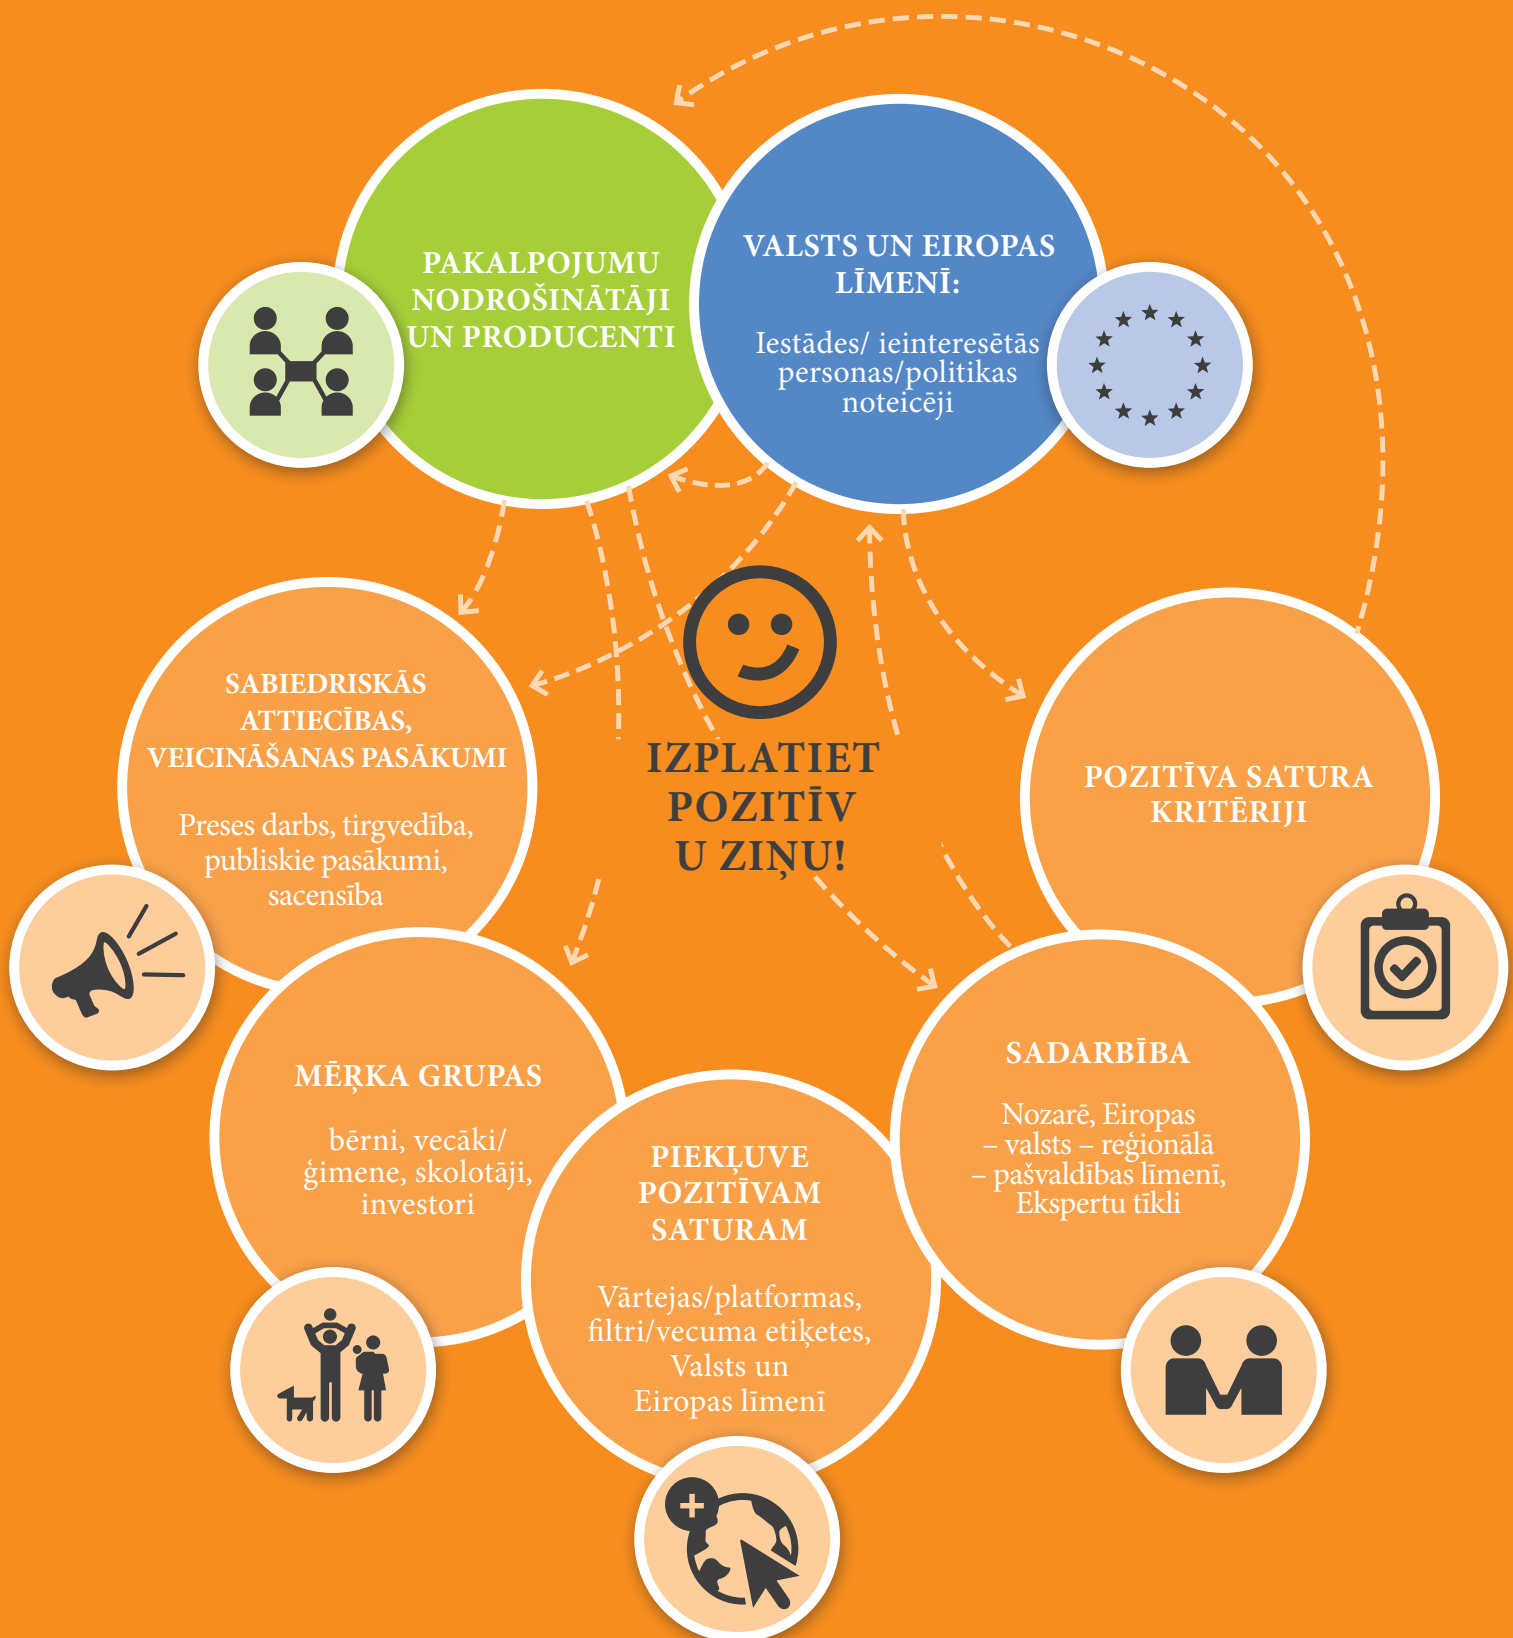 PAKALPOJUMU
NODROŠINĀTĀJI
UN PRODUCENTI
VALSTS UN EIROPAS
LĪMENĪ:
Iestādes/ ieinteresētās
personas/politikas
noteicēji
SABIEDRISKĀS
ATTIECĪBAS,
VEICINĀŠANAS PASĀKUMI
Preses darbs, tirgvedība,
publiskie pasākumi,
sacensība
IZPLATIET
POZITĪV
U ZIŅU!
POZITĪVA SATURA
KRITĒRIJI
MĒŖKA GRUPAS
bērni, vecāki/
ģimene, skolotāji,
investori
PIEKĻUVE
POZITĪVAM
SATURAM
Vārtejas/platformas,
filtri/vecuma etiķetes,
Valsts un
Eiropas līmenī
SADARBĪBA
Nozarē, Eiropas
– valsts – reģionālā
– pašvaldības līmenī,
Ekspertu tīkli